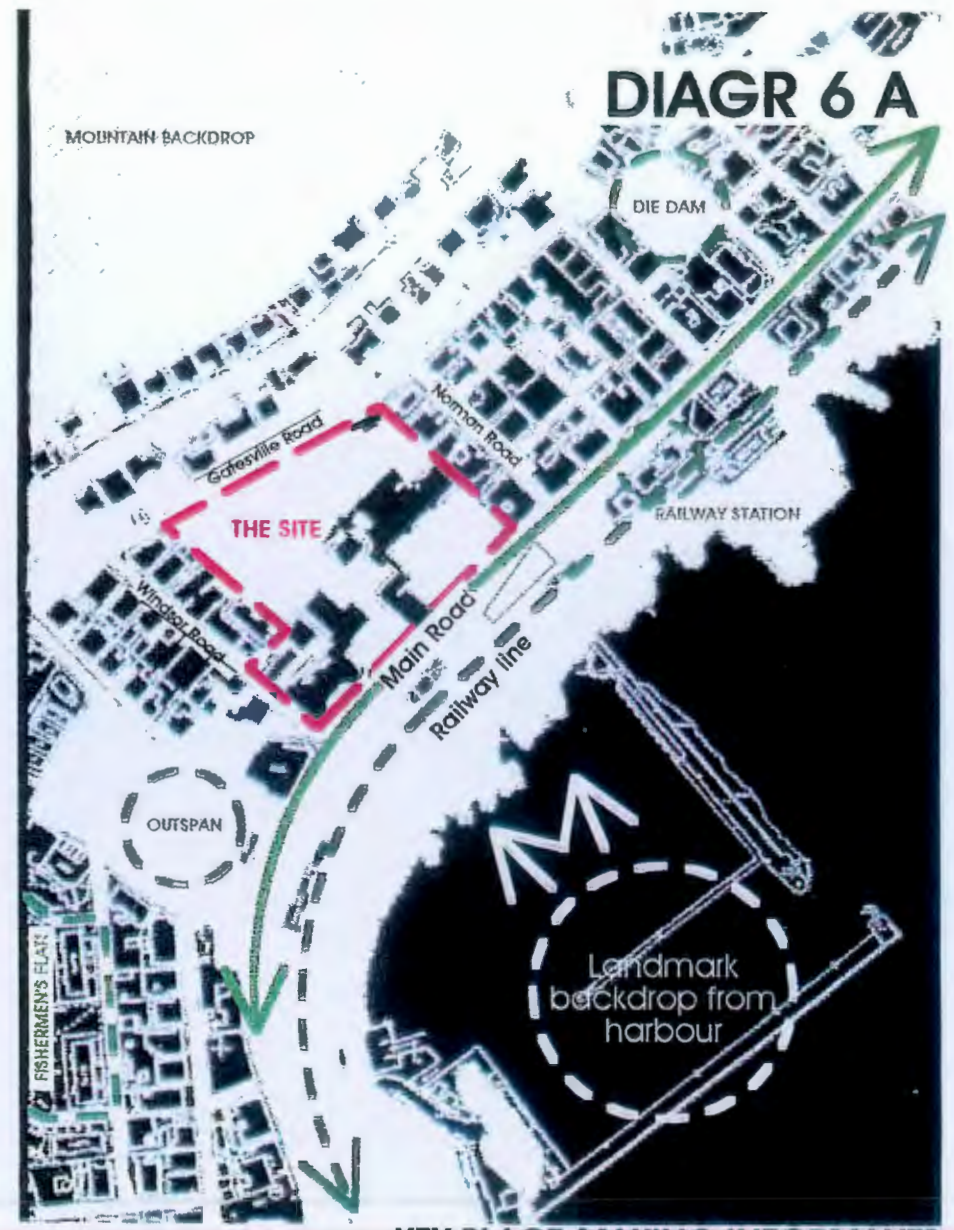 DIAGR 6 A
MOUNTAIN BACKDROP
DIE DAM
Norman Road
Gatesville Road
THE SITE
RAILWAY STATION
Windsor Road
Main Road
Railway line
OUTSPAN
FISHERMEN'S FLAT
Landmark
backdrop from
harbour